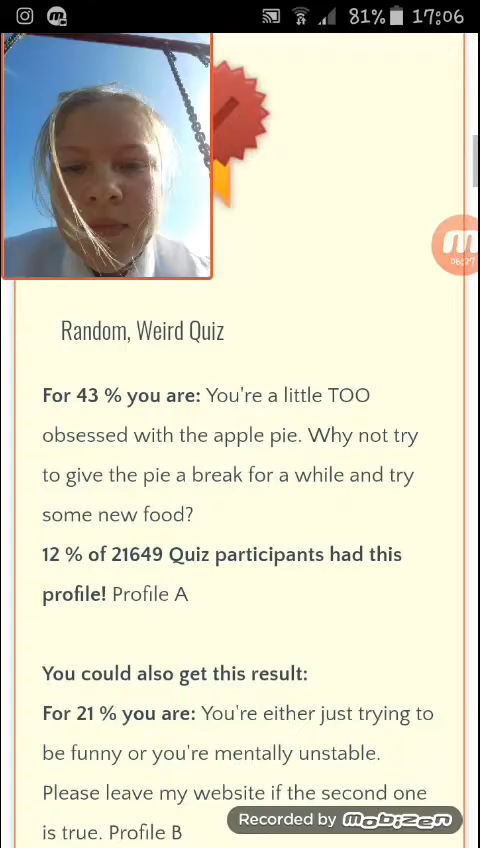 81% 17:06
06:27
Random, Weird Quiz
For 43 % you are: You're a little TOO
obsessed with the apple pie. Why not try
to give the pie a break for a while and try
some new food?
12 % of 21649 Quiz participants had this
profile! Profile A
You could also get this result:
For 21 % you are: You're either just trying to
be funny or you're mentally unstable.
Please leave my website if the second one
is true. Profile B
Recorded by mobizen